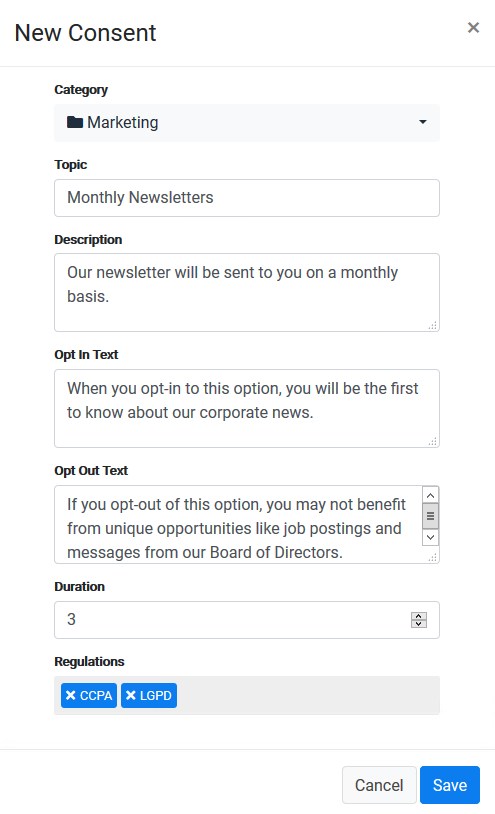 New Consent
Category
Marketing
Topic
Monthly Newsletters
Description
Our newsletter will be sent to you on a monthly
basis.
Opt In Text
When you opt-in to this option, you will be the first
to know about our corporate news.
Opt Out Text
If you opt-out of this option, you may not benefit
from unique opportunities like job postings and
messages from our Board of Directors.
Duration
3
Regulations
CCPA LGPD
Cancel Save